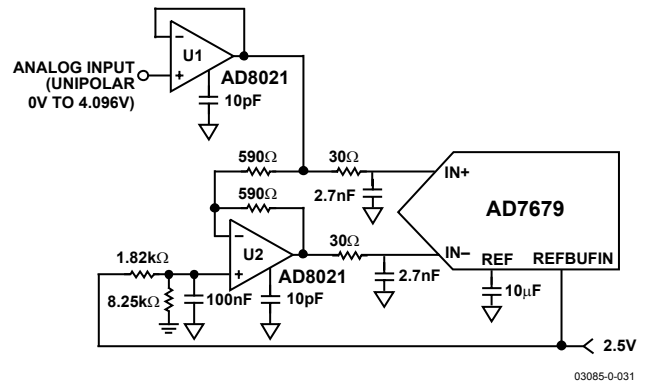 U1
ANALOG INPUT
(UNIPOLAR
0V TO 4.096V)
AD8021
10pF
590Ω
30Ω
IN+
590Ω
2.7nF
AD7679
30Ω
IN–
U2
1.82kΩ
AD8021
REF
REFBUFIN
2.7nF
8.25kΩ
100nF
10pF
10μF
2.5V
03085-0-031